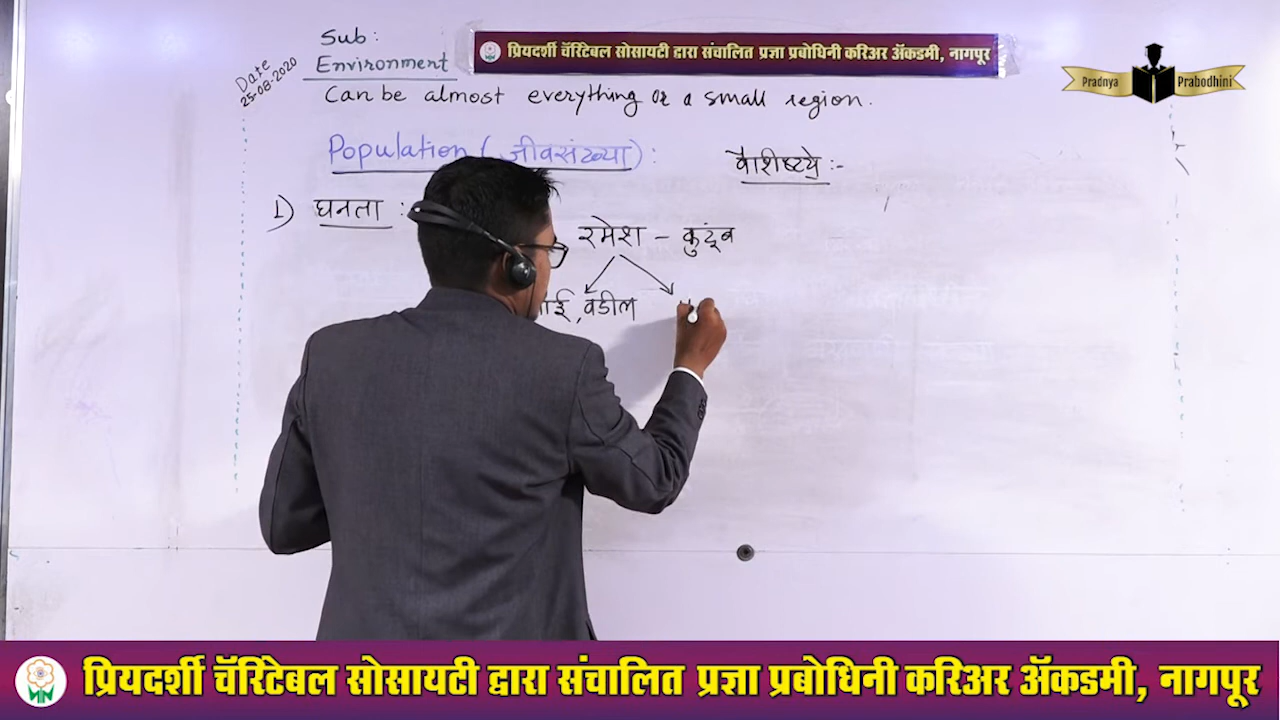 Sub:
Environment
Date
25-08-2020
प्रियदर्शी चॅरिटेबल सोसायटी द्वारा संचालित प्रज्ञा प्रबोधिनी करिअर ॲकडमी, नागपूर
Pradnya Prabodhini
Can be almost everything or a small region.
Population (जीवसंख्या) :
वैशीष्टये :-
1) घनता :
रमेश - कुटूंब
आई, वडील
प्रियदर्शी चॅरिटेबल सोसायटी द्वारा संचालित प्रज्ञा प्रबोधिनी करिअर ॲकडमी, नागपूर